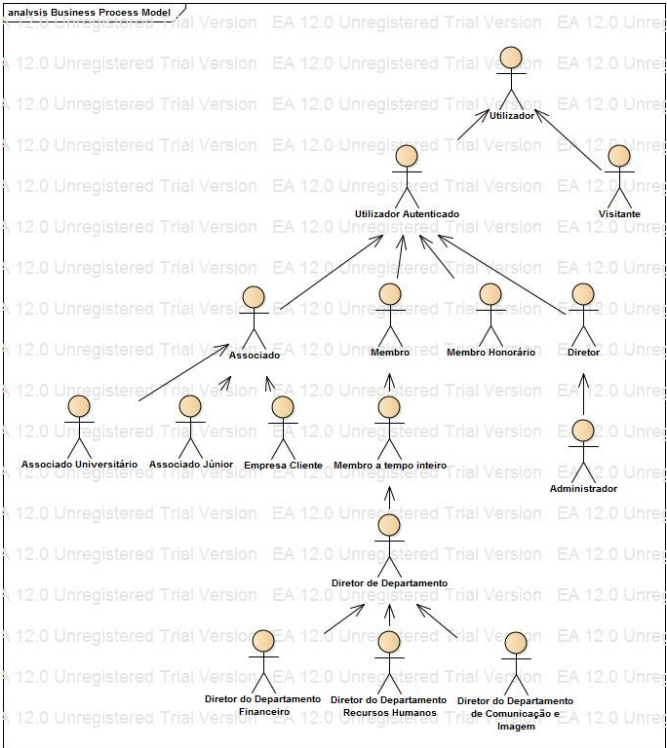 analysis Business Process Model
Utilizador
Utilizador Autenticado
Visitante
Associado
Membro
Membro Honorário
Diretor
Associado Universitário
Associado Júnior
Empresa Cliente
Membro a tempo inteiro
Administrador
Diretor de Departamento
Diretor do Departamento
Financeiro
Diretor do Departamento
Recursos Humanos
Diretor do Departamento
de Comunicação e
Imagem
EA 12.0 Unregistered Trial Version